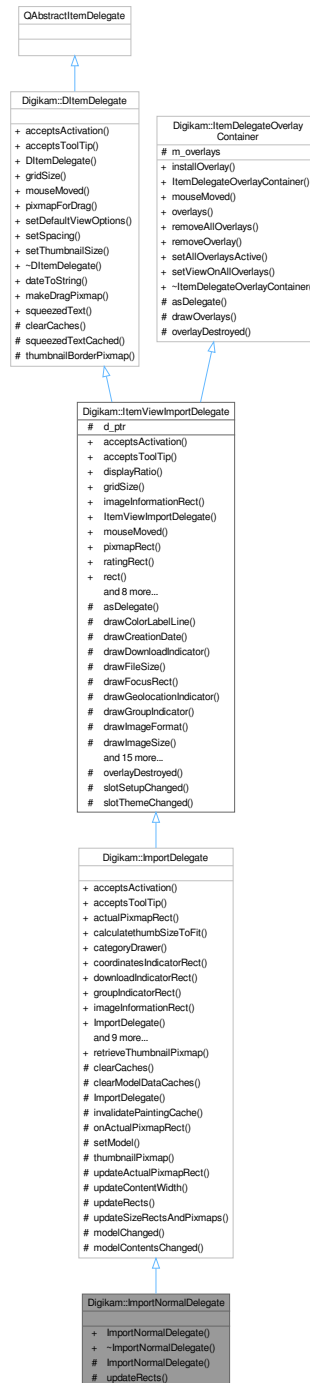 QAbstractItemDelegate
Digikam::DItemDelegate
+ acceptsActivation()
+ acceptsToolTip()
+ DItemDelegate()
+ gridSize()
+ mouseMoved()
+ pixmapForDrag()
+ setDefaultViewOptions()
+ setSpacing()
+ setThumbnailSize()
+ ~DItemDelegate()
+ dateToString()
+ makeDragPixmap()
+ squeezedText()
# clearCaches()
# squeezedTextCached()
# thumbnailBorderPixmap()
Digikam::ItemDelegateOverlay
Container
# m_overlays
+ installOverlay()
+ ItemDelegateOverlayContainer()
+ mouseMoved()
+ overlays()
+ removeAllOverlays()
+ removeOverlay()
+ setAllOverlaysActive()
+ setViewOnAllOverlays()
+ ~ItemDelegateOverlayContainer()
# asDelegate()
# drawOverlays()
# overlayDestroyed()
Digikam::ItemViewImportDelegate
# d_ptr
+ acceptsActivation()
+ acceptsToolTip()
+ displayRatio()
+ gridSize()
+ imageInformationRect()
+ ItemViewImportDelegate()
+ mouseMoved()
+ pixmapRect()
+ ratingRect()
+ rect()
and 8 more...
# asDelegate()
# drawColorLabelLine()
# drawCreationDate()
# drawDownloadIndicator()
# drawFileSize()
# drawFocusRect()
# drawGeolocationIndicator()
# drawGroupIndicator()
# drawImageFormat()
# drawImageSize()
and 15 more...
# overlayDestroyed()
# slotSetupChanged()
# slotThemeChanged()
Digikam::ImportDelegate
+ acceptsActivation()
+ acceptsToolTip()
+ actualPixmapRect()
+ calculatethumbSizeToFit()
+ categoryDrawer()
+ coordinatesIndicatorRect()
+ downloadIndicatorRect()
+ groupIndicatorRect()
+ imageInformationRect()
+ ImportDelegate()
and 9 more...
+ retrieveThumbnailPixmap()
# clearCaches()
# clearModelDataCaches()
# ImportDelegate()
# invalidatePaintingCache()
# onActualPixmapRect()
# setModel()
# thumbnailPixmap()
# updateActualPixmapRect()
# updateContentWidth()
# updateRects()
# updateSizeRectsAndPixmaps()
# modelChanged()
# modelContentsChanged()
Digikam::ImportNormalDelegate
+ ImportNormalDelegate()
+ ~ImportNormalDelegate()
# ImportNormalDelegate()
# updateRects()